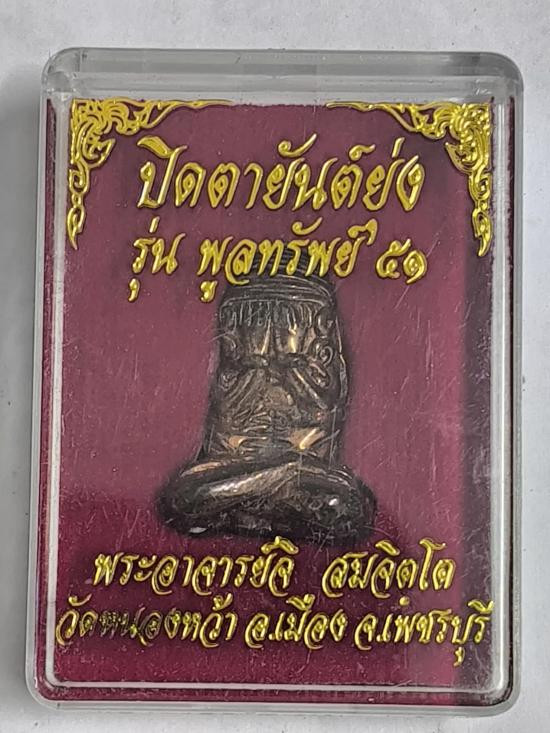 ปิดตายันต์ย่ง
รุ่น พูลทรัพย์ ๕๑
พระอาจารย์จิ สมจิตโต
วัดหนองหว้า อ.เมือง จ.เพชรบุรี